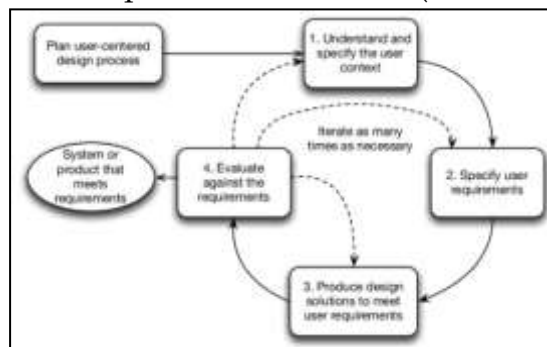 Plan user-centered
design process
1. Understand and
specify the user
context
Iterate as many
times as necessary
System or
product that
meets
requirements
4. Evaluate
against the
requirements
2. Specify user
requirements
3. Produce design
solutions to meet
user requirements